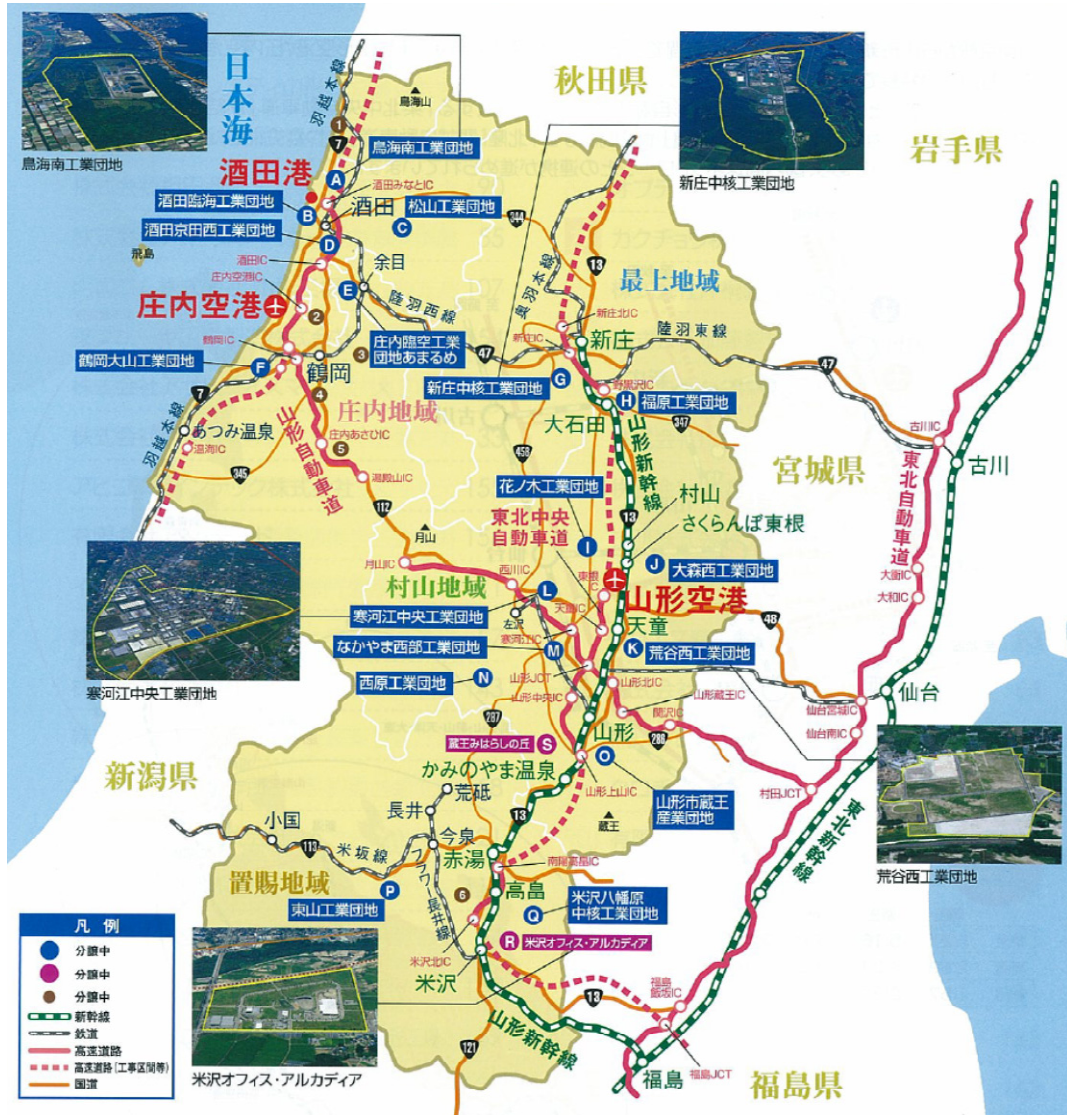 日本海
秋田県
岩手県
宮城県
新潟県
福島県
鳥海南工業団地
新庄中核工業団地
羽越本線
鳥海山
1
7
鳥海南工業団地
酒田港
A
酒田みなとIC
酒田臨海工業団地
B
酒田
松山工業団地
C
344
458
13
酒田京田西工業団地
D
飛島
酒田IC
余目
奥羽本線
最上地域
庄内空港IC
E
陸羽西線
庄内空港
2
新庄北IC
陸羽東線
鶴岡IC
庄内臨空工業
団地あまるめ
3
47
新庄IC
新庄
47
鶴岡大山工業団地
F
鶴岡
新庄中核工業団地
G
野黒沢IC
H
福原工業団地
7
4
庄内地域
大石田
347
古川IC
羽越本線
あつみ温泉
温海IC
庄内あさひIC
5
山形自動車道
458
山形新幹線
古川
345
湯殿山IC
花ノ木工業団地
東北自動車道
112
13
村山
東北中央
自動車道
さくらんぼ東根
月山
月山IC
I
J
大森西工業団地
大衡IC
西川IC
東根IC
大和IC
村山地域
山形空港
L
寒河江中央工業団地
左沢
天童IC
天童
48
寒河江IC
なかやま西部工業団地
M
K
荒谷西工業団地
寒河江中央工業団地
西原工業団地
N
山形JCT
山形北IC
山形中央IC
山形蔵王IC
仙台
仙台宮城IC
287
関沢IC
仙台南IC
蔵王みはらしの丘
S
山形
286
かみのやま温泉
O
山形上山IC
山形市蔵王
産業団地
村田JCT
荒砥
長井
蔵王
小国
13
今泉
東北新幹線
113
米坂線
赤湯
南陽高畠IC
荒谷西工業団地
フラワー長井線
置賜地域
P
東山工業団地
6
高畠
米沢八幡原
中核工業団地
Q
R
米沢オフィス・アルカディア
米沢北IC
米沢
13
福島
飯坂IC
山形新幹線
121
福島
福島JCT
米沢オフィス・アルカディア
凡例
分譲中
分譲中
分譲中
新幹線
鉄道
高速道路
高速道路(工事区間等)
国道